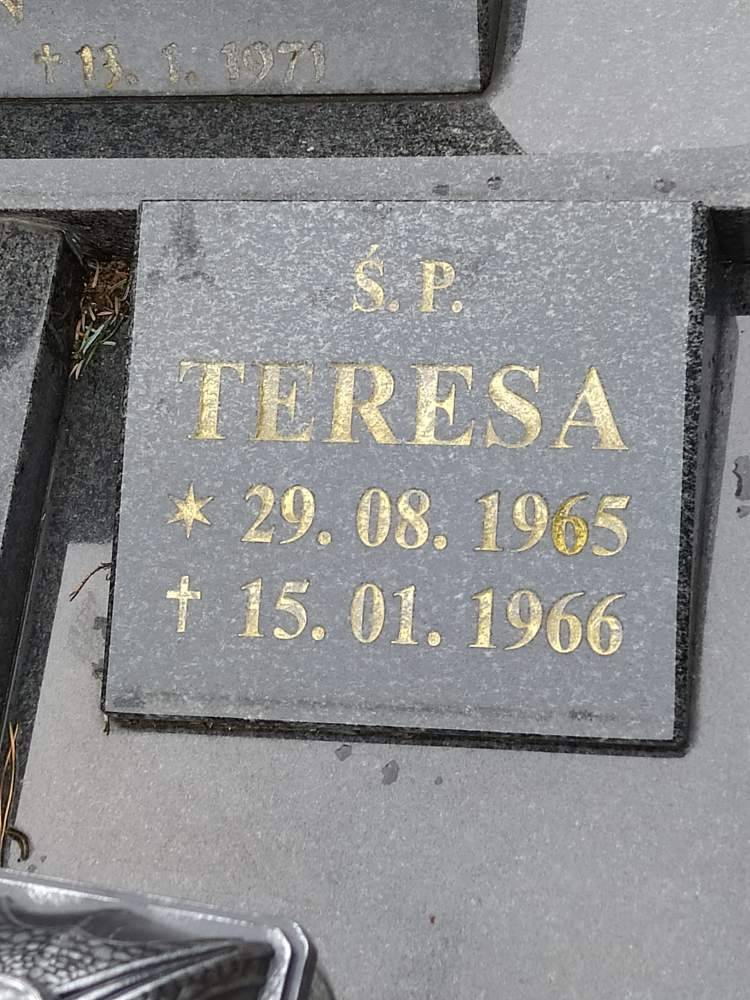 † 13. 1. 1971
Ś. P.
TERESA
* 29. 08. 1965
† 15. 01. 1966